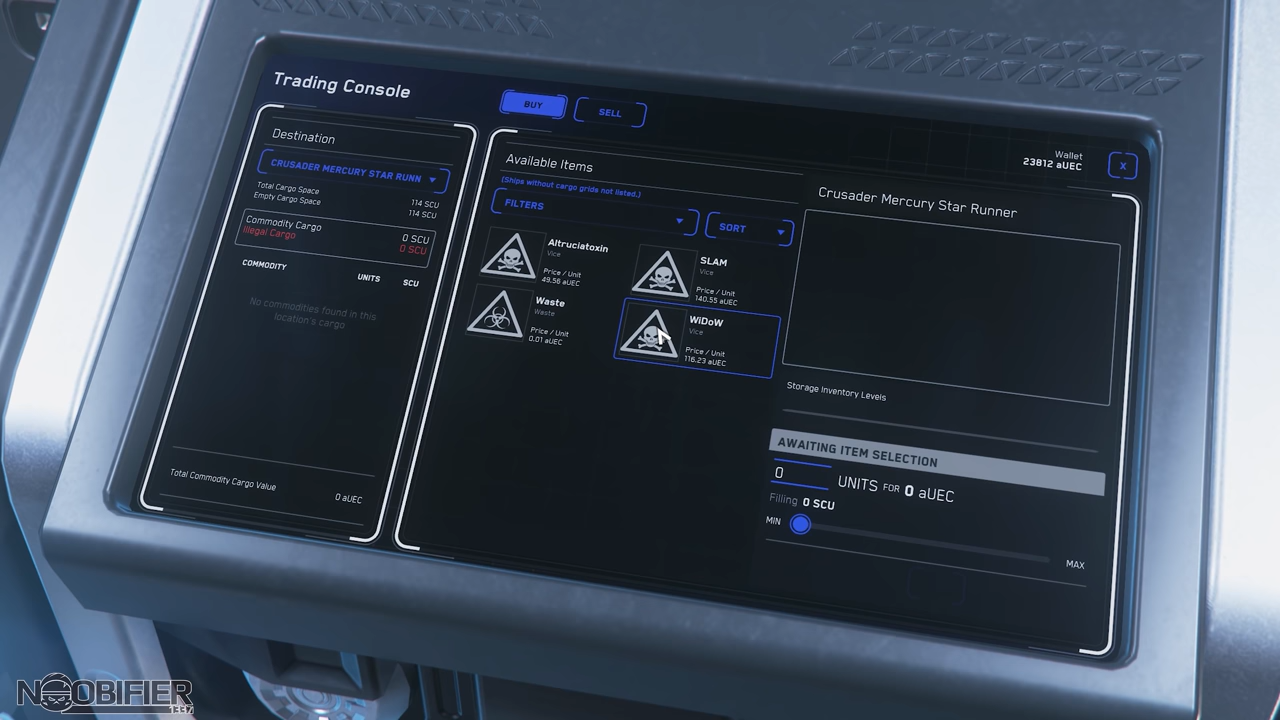 Trading Console
BUY
SELL
Wallet
23812 aUEC
X
Destination
CRUSADER MERCURY STAR RUNN
Total Cargo Space 114 SCU
Empty Cargo Space 114 SCU
Commodity Cargo 0 SCU
Illegal Cargo 0 SCU
COMMODITY UNITS SCU
No commodities found in this
location's cargo
Total Commodity Cargo Value 0 aUEC
Available Items
(Ships without cargo grids not listed.)
FILTERS
SORT
Altruciatoxin
Vice
Price / Unit
49.56 aUEC
SLAM
Vice
Price / Unit
140.55 aUEC
Waste
Waste
Price / Unit
0.01 aUEC
WiDoW
Vice
Price / Unit
116.23 aUEC
Crusader Mercury Star Runner
Storage Inventory Levels
AWAITING ITEM SELECTION
0 UNITS FOR 0 aUEC
Filling 0 SCU
MIN
MAX
NOOBIFIER
1337